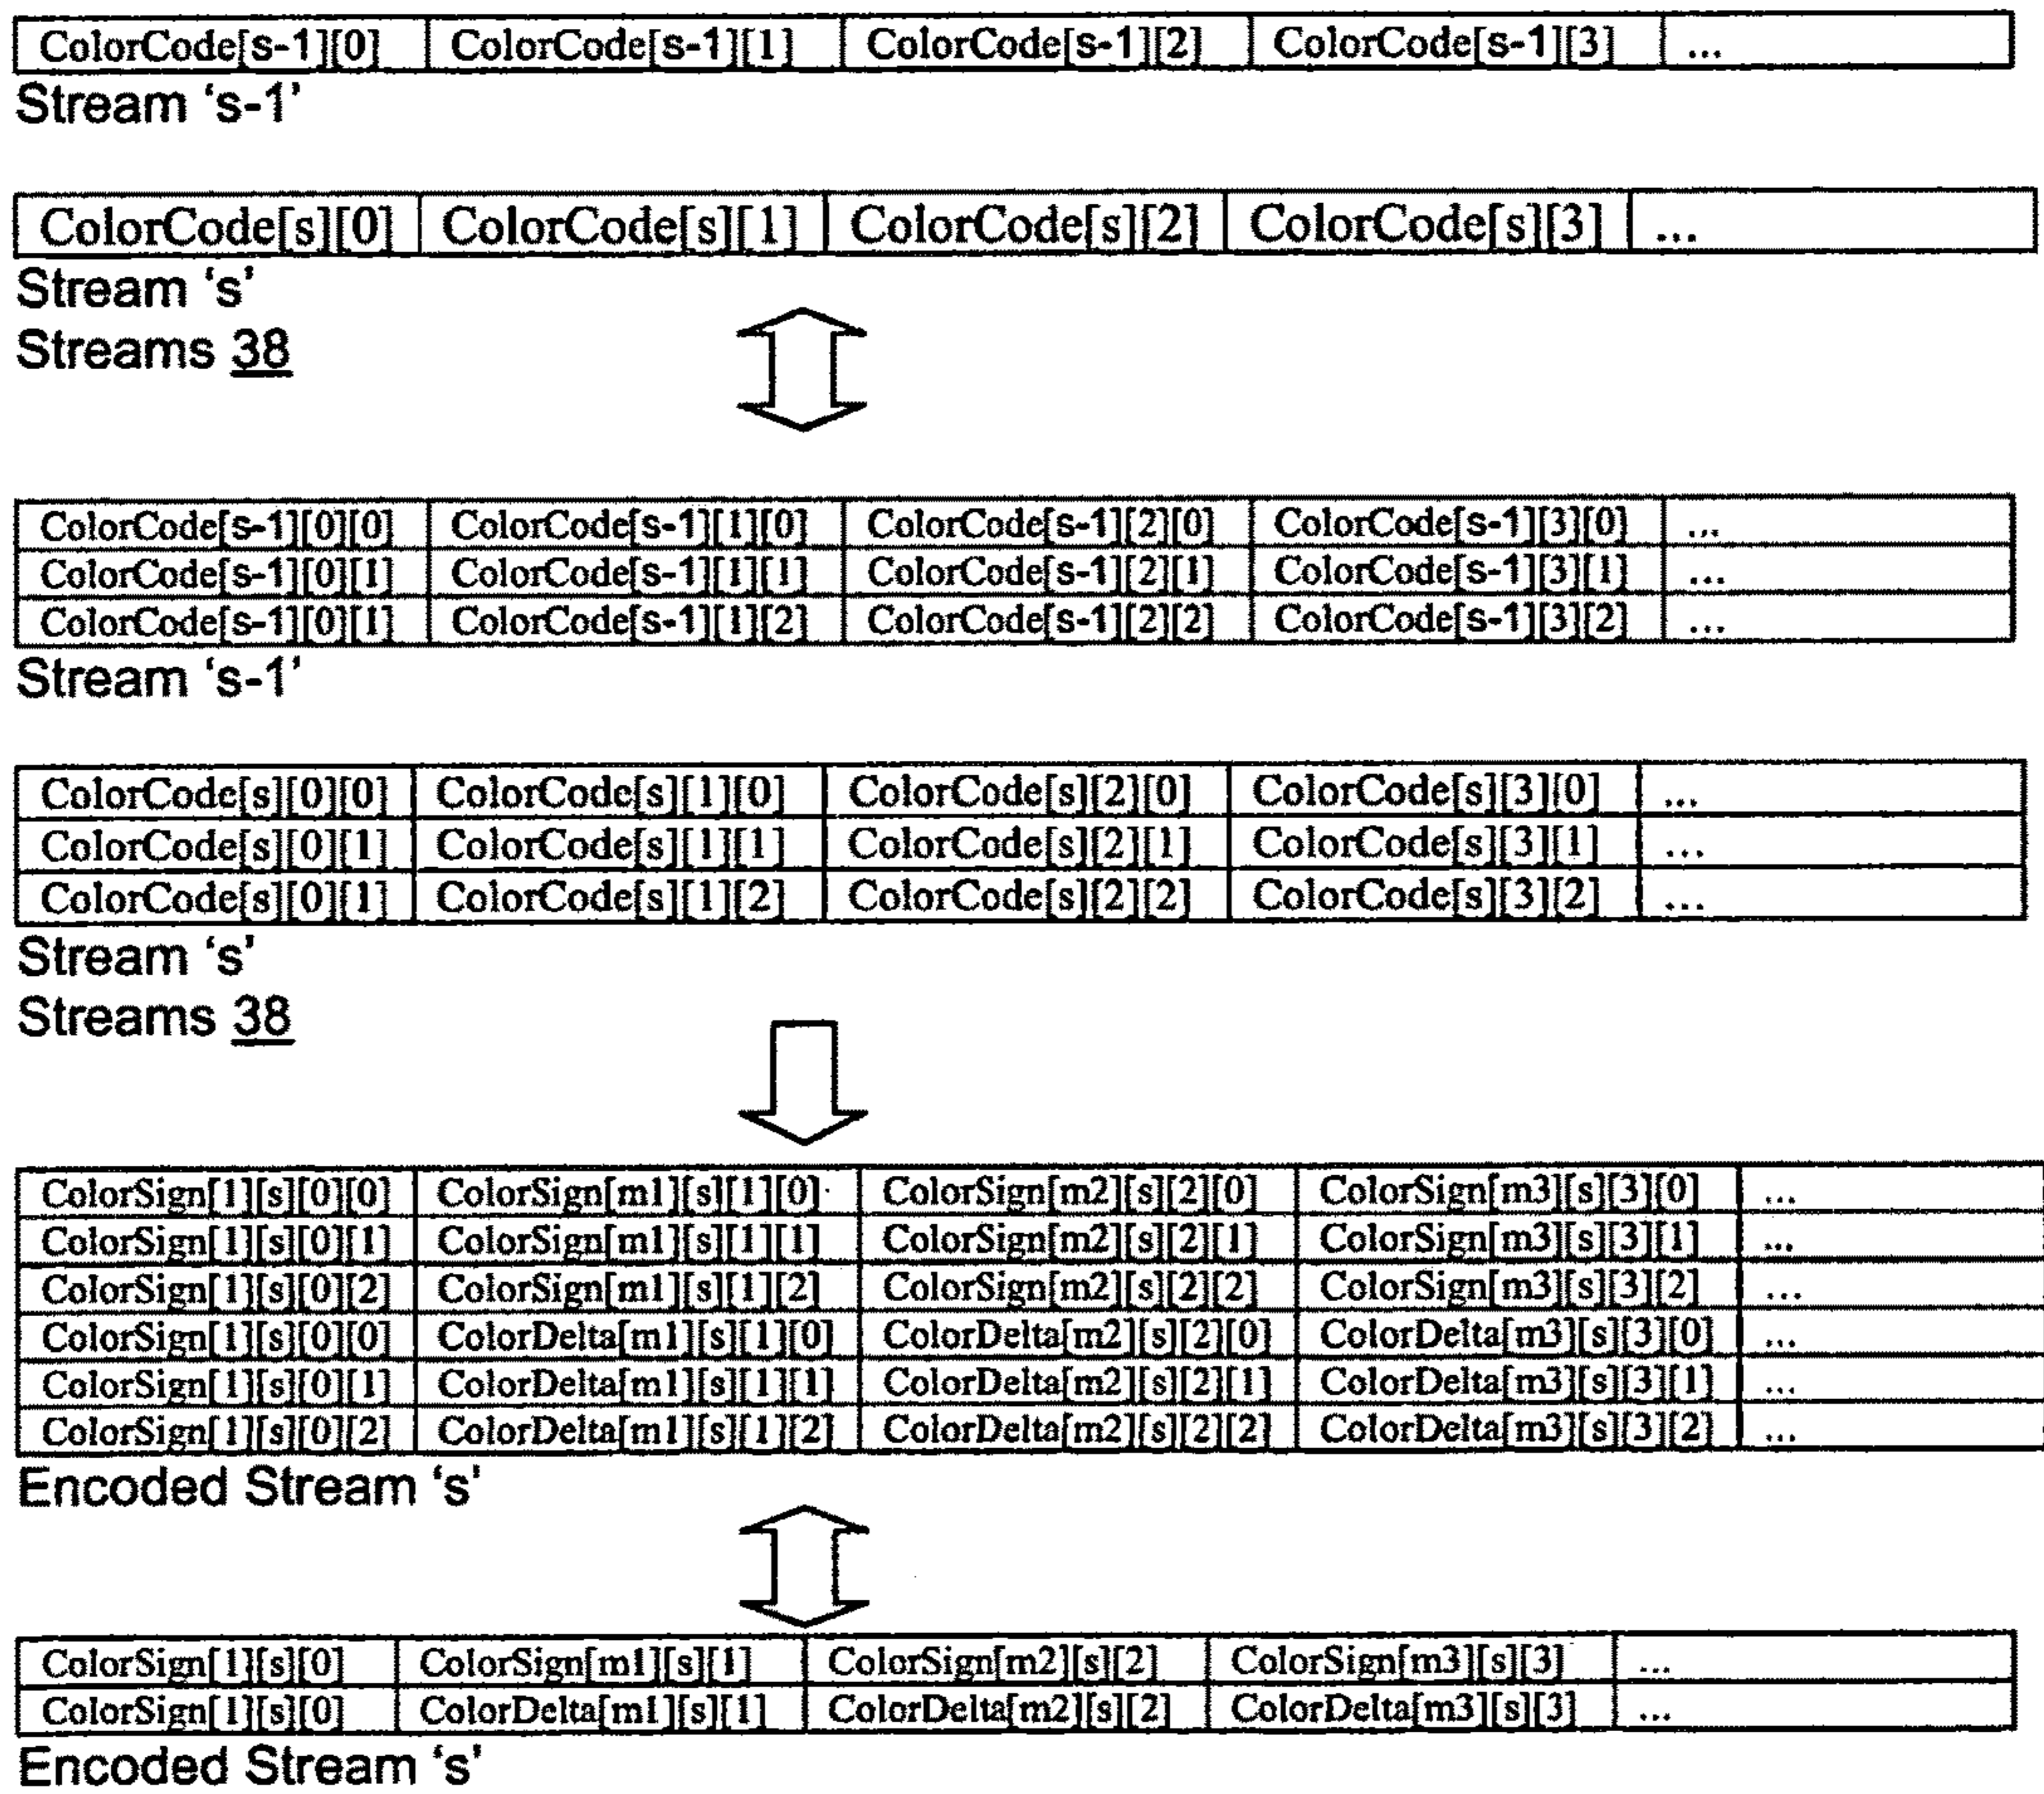 ColorCode[s-1][0] ColorCode[s-1][1] ColorCode[s-1][2] ColorCode[s-1][3] ...
Stream ‘s-1’
ColorCode[s][0] ColorCode[s][1] ColorCode[s][2] ColorCode[s][3] ...
Stream ‘s’
Streams 38
ColorCode[s-1][0][0] ColorCode[s-1][1][0] ColorCode[s-1][2][0] ColorCode[s-1][3][0] ...
ColorCode[s-1][0][1] ColorCode[s-1][1][1] ColorCode[s-1][2][1] ColorCode[s-1][3][1] ...
ColorCode[s-1][0][1] ColorCode[s-1][1][2] ColorCode[s-1][2][2] ColorCode[s-1][3][2] ...
Stream ‘s-1’
ColorCode[s][0][0] ColorCode[s][1][0] ColorCode[s][2][0] ColorCode[s][3][0] ...
ColorCode[s][0][1] ColorCode[s][1][1] ColorCode[s][2][1] ColorCode[s][3][1] ...
ColorCode[s][0][1] ColorCode[s][1][2] ColorCode[s][2][2] ColorCode[s][3][2] ...
Stream ‘s’
Streams 38
ColorSign[1][s][0][0] ColorSign[m1][s][1][0] ColorSign[m2][s][2][0] ColorSign[m3][s][3][0] ...
ColorSign[1][s][0][1] ColorSign[m1][s][1][1] ColorSign[m2][s][2][1] ColorSign[m3][s][3][1] ...
ColorSign[1][s][0][2] ColorSign[m1][s][1][2] ColorSign[m2][s][2][2] ColorSign[m3][s][3][2] ...
ColorSign[1][s][0][0] ColorDelta[m1][s][1][0] ColorDelta[m2][s][2][0] ColorDelta[m3][s][3][0] ...
ColorSign[1][s][0][1] ColorDelta[m1][s][1][1] ColorDelta[m2][s][2][1] ColorDelta[m3][s][3][1] ...
ColorSign[1][s][0][2] ColorDelta[m1][s][1][2] ColorDelta[m2][s][2][2] ColorDelta[m3][s][3][2] ...
Encoded Stream ‘s’
ColorSign[1][s][0] ColorSign[m1][s][1] ColorSign[m2][s][2] ColorSign[m3][s][3] ...
ColorSign[1][s][0] ColorDelta[m1][s][1] ColorDelta[m2][s][2] ColorDelta[m3][s][3] ...
Encoded Stream ‘s’